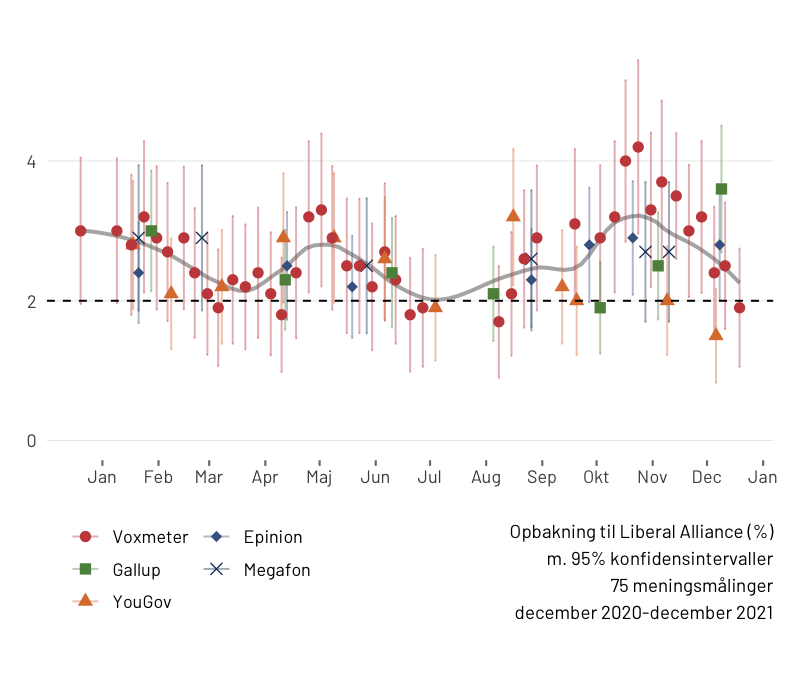 4
2
0
Jan Feb Mar Apr Maj Jun Jul Aug Sep Okt Nov Dec Jan
Voxmeter Epinion
Gallup Megafon
YouGov
Opbakning til Liberal Alliance (%)
m. 95% konfidensintervaller
75 meningsmålinger
december 2020-december 2021